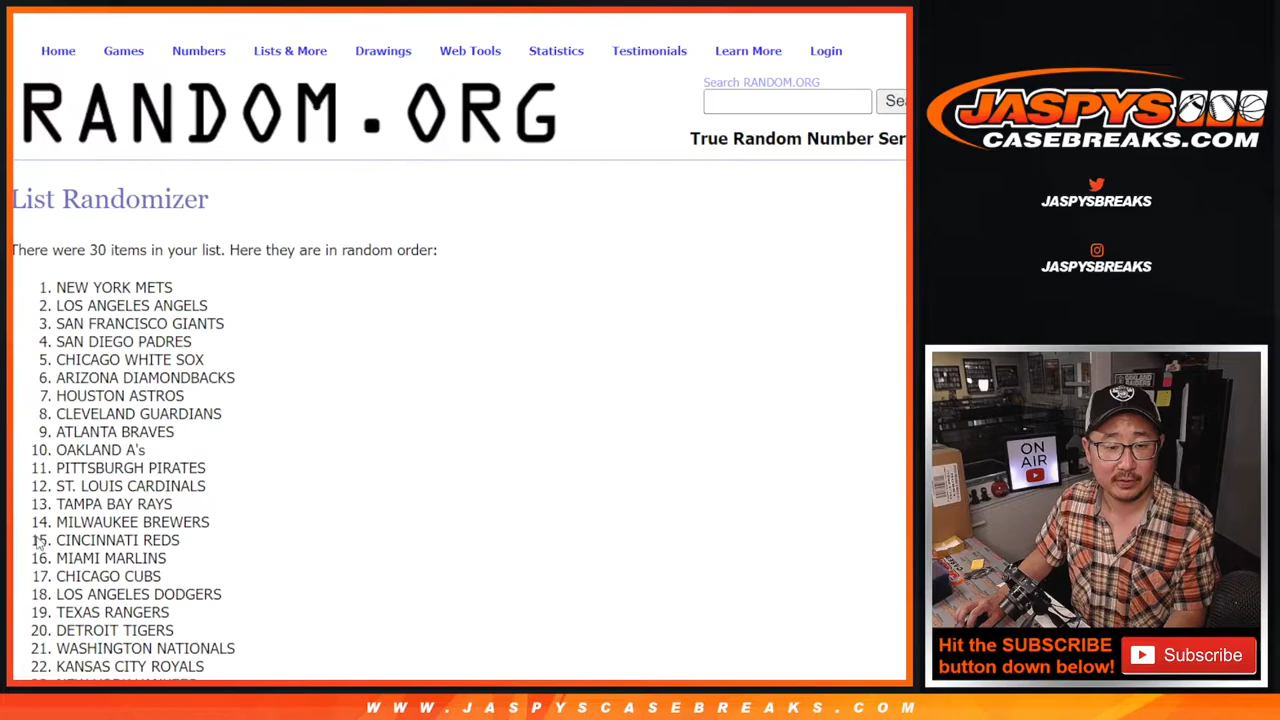 Home Games Numbers Lists & More Drawings Web Tools Statistics Testimonials Learn More Login
RANDOM.ORG
Search RANDOM.ORG
Sea
True Random Number Ser
List Randomizer
There were 30 items in your list. Here they are in random order:
1. NEW YORK METS
2. LOS ANGELES ANGELS
3. SAN FRANCISCO GIANTS
4. SAN DIEGO PADRES
5. CHICAGO WHITE SOX
6. ARIZONA DIAMONDBACKS
7. HOUSTON ASTROS
8. CLEVELAND GUARDIANS
9. ATLANTA BRAVES
10. OAKLAND A's
11. PITTSBURGH PIRATES
12. ST. LOUIS CARDINALS
13. TAMPA BAY RAYS
14. MILWAUKEE BREWERS
15. CINCINNATI REDS
16. MIAMI MARLINS
17. CHICAGO CUBS
18. LOS ANGELES DODGERS
19. TEXAS RANGERS
20. DETROIT TIGERS
21. WASHINGTON NATIONALS
22. KANSAS CITY ROYALS
JASPYS
CASEBREAKS.COM
JASPYSBREAKS
JASPYSBREAKS
OAKLAND
RAIDERS
ON
AIR
Hit the SUBSCRIBE
button down below!
Subscribe
WWW.JASPYSCASEBREAKS.COM